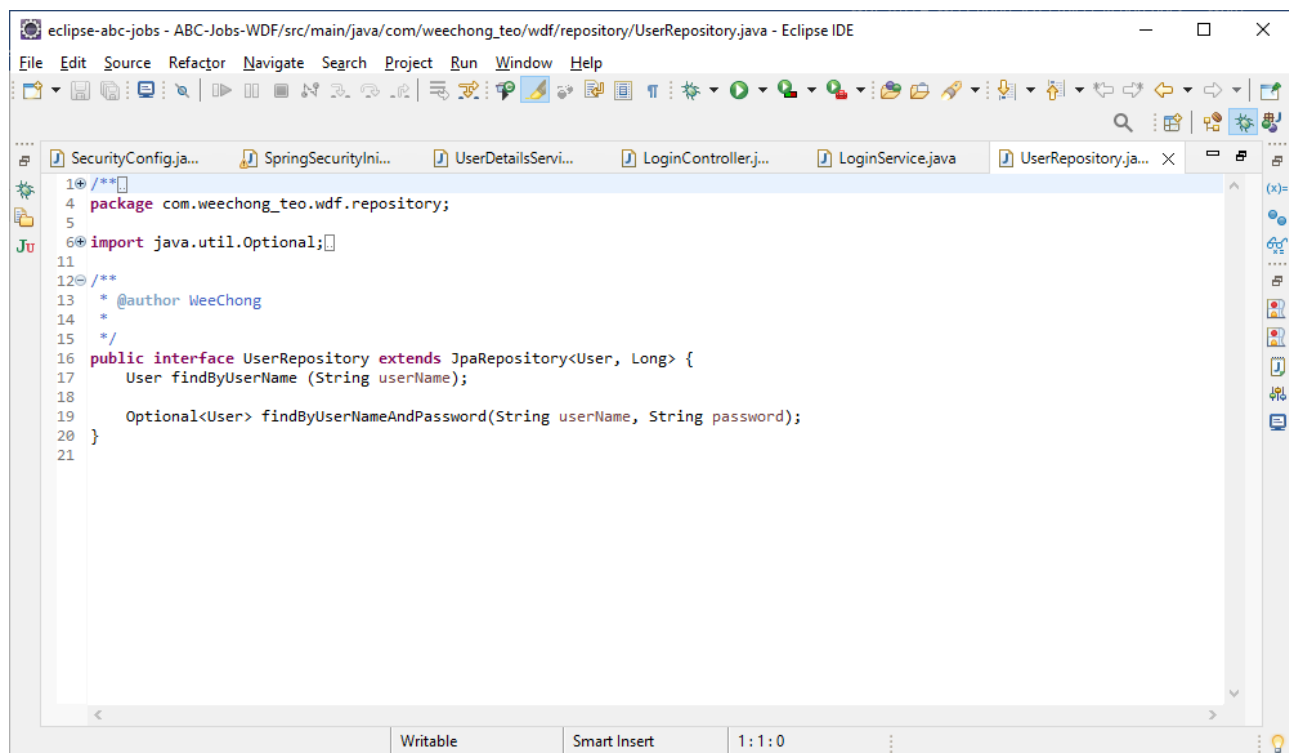 eclipse-abc-jobs - ABC-Jobs-WDF/src/main/java/com/weechong_teo/wdf/repository/UserRepository.java - Eclipse IDE
File Edit Source Refactor Navigate Search Project Run Window Help
SecurityConfig.ja... SpringSecurityIni... UserDetailsServi... LoginController.j... LoginService.java UserRepository.ja...
1 /**
4 package com.weechong_teo.wdf.repository;
5
6 import java.util.Optional;
11
12 /**
13 * @author WeeChong
14 *
15 */
16 public interface UserRepository extends JpaRepository<User, Long> {
17 User findByUserName (String userName);
18
19 Optional<User> findByUserNameAndPassword(String userName, String password);
20 }
21
(x)=
Ju
Writable Smart Insert 1 : 1 : 0